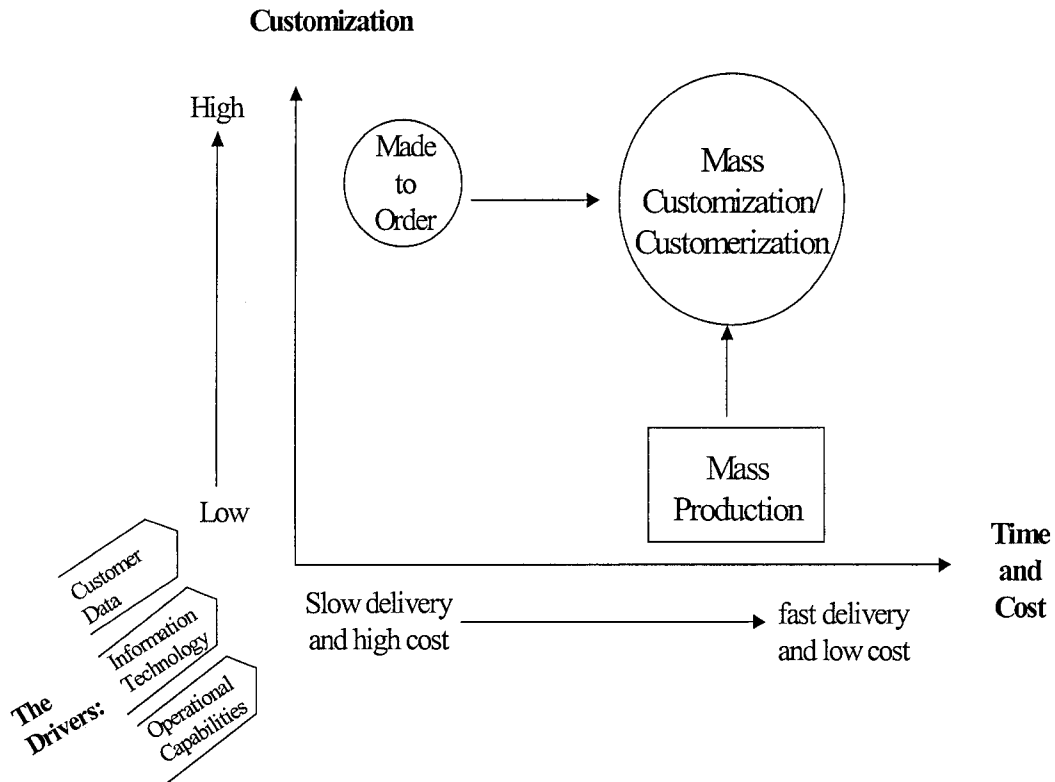 Customization
High
Made
to
Order
Mass
Customization/
Customerization
Mass
Production
Low
Time
and
Cost
Slow delivery
and high cost
fast delivery
and low cost
Customer
Data
Information
Technology
Operational
Capabilities
The
Drivers: